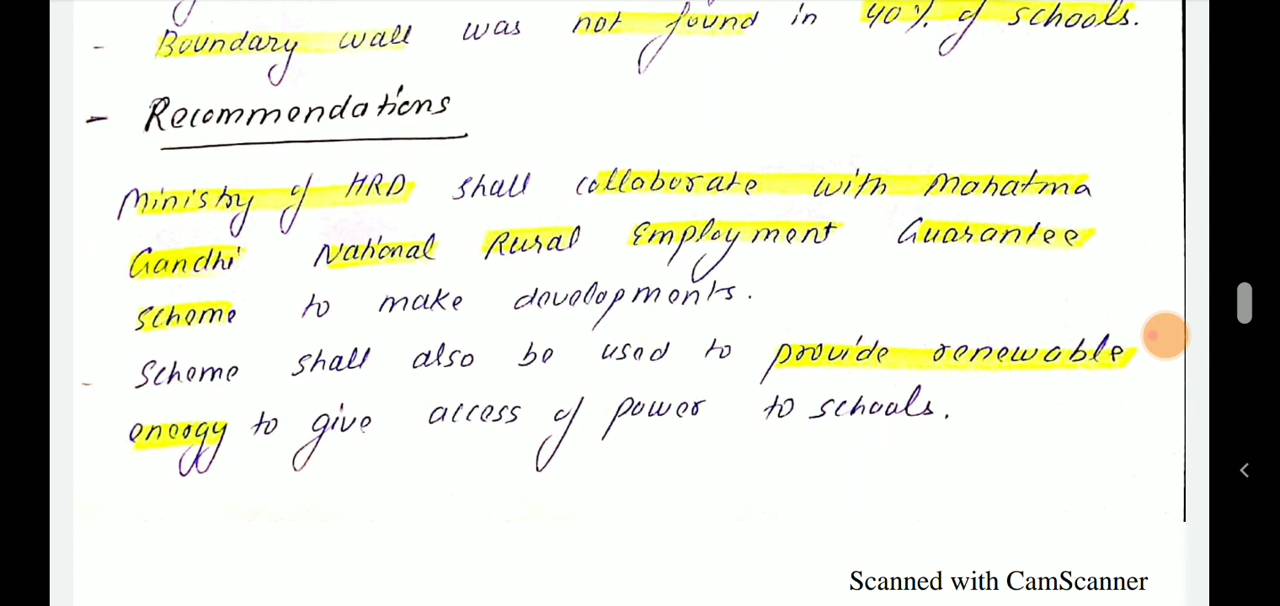 - Boundary wall was not found in 40% of schools.
- Recommendations
Ministry of HRD shall collaborate with Mahatma
Gandhi National Rural Employment Guarantee
Scheme to make developments.
- Scheme shall also be used to provide renewable
energy to give access of power to schools.
Scanned with CamScanner